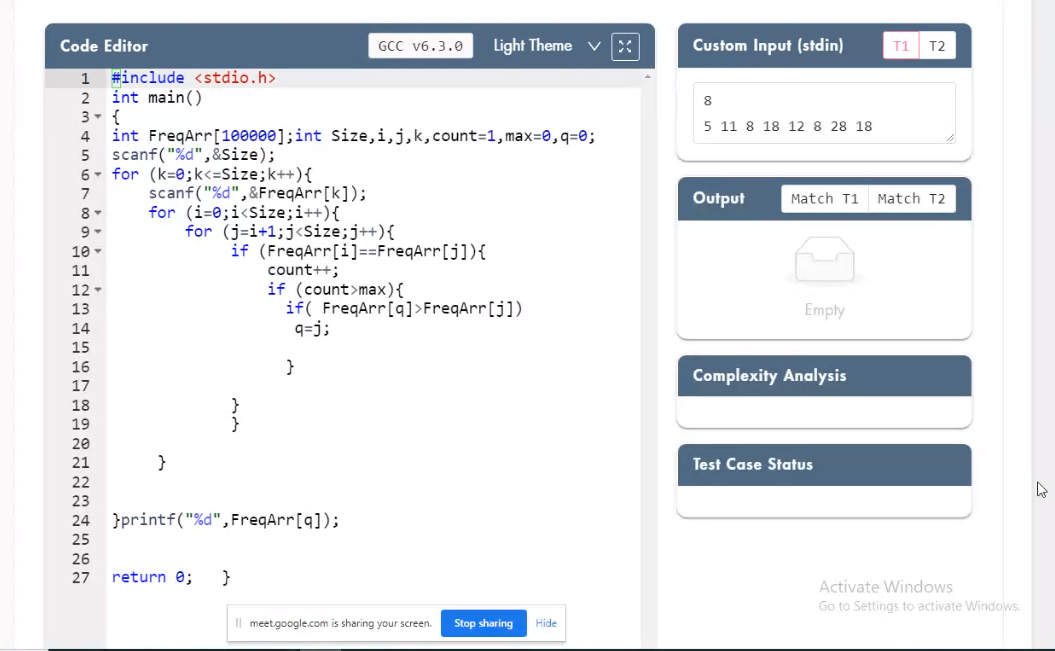 Code Editor
GCC v6.3.0
Light Theme
1 #include <stdio.h>
2 int main()
3 {
4 int FreqArr[100000];int Size,i,j,k,count=1,max=0,q=0;
5 scanf("%d",&Size);
6 for (k=0;k<=Size;k++){
7 scanf("%d",&FreqArr[k]);
8 for (i=0;i<Size;i++){
9 for (j=i+1;j<Size;j++){
10 if (FreqArr[i]==FreqArr[j]){
11 count++;
12 if (count>max){
13 if( FreqArr[q]>FreqArr[j])
14 q=j;
15
16 }
17
18 }
19 }
20
21 }
22
23
24 }printf("%d",FreqArr[q]);
25
26
27 return 0; }
Custom Input (stdin)
T1 T2
8
5 11 8 18 12 8 28 18
Output
Match T1 Match T2
Empty
Complexity Analysis
Test Case Status
Activate Windows
Go to Settings to activate Windows.
meet.google.com is sharing your screen.
Stop sharing
Hide